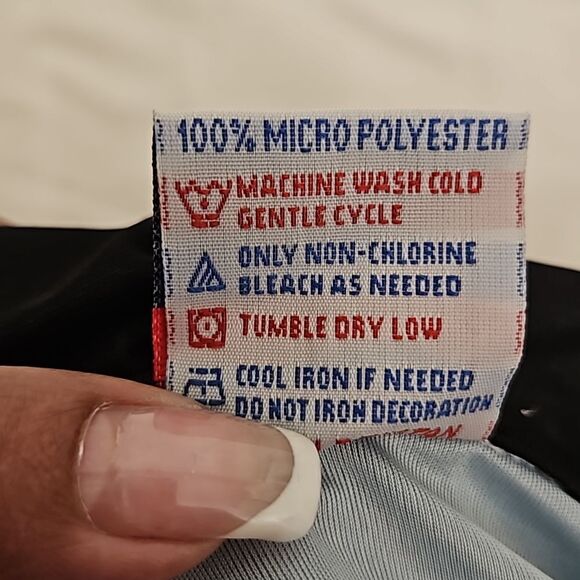 100% MICRO POLYESTER
MACHINE WASH COLD
GENTLE CYCLE
ONLY NON-CHLORINE
BLEACH AS NEEDED
TUMBLE DRY LOW
COOL IRON IF NEEDED
DO NOT IRON DECORATION